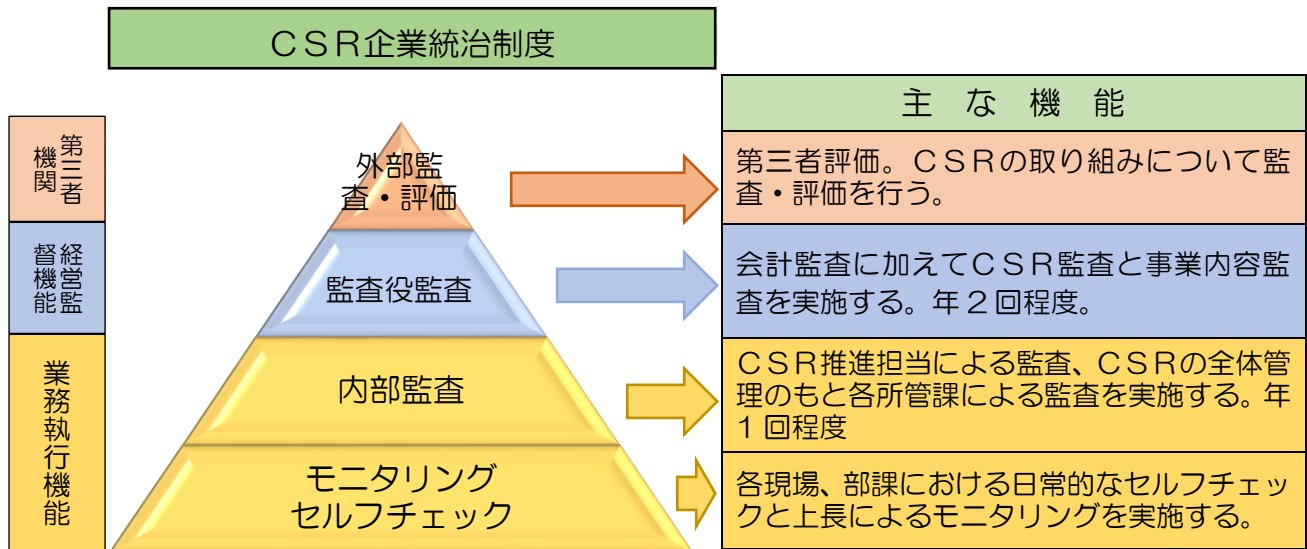 CSR企業統治制度
主な機能
第三者
機関
外部監
査・評価
第三者評価。CSRの取り組みについて監
査・評価を行う。
経営監
督機能
監査役監査
会計監査に加えてCSR監査と事業内容監
査を実施する。年2回程度。
業務執行機能
内部監査
CSR推進担当による監査、CSRの全体管
理のもと各所管課による監査を実施する。年
1回程度
モニタリング
セルフチェック
各現場、部課における日常的なセルフチェッ
クと上長によるモニタリングを実施する。